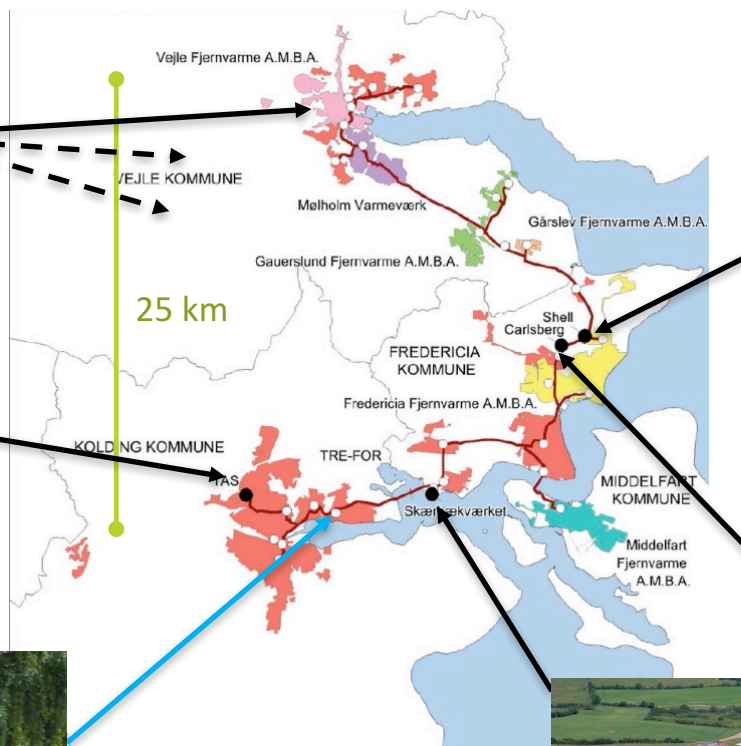 Vejle Fjernvarme A.M.B.A.
VEJLE KOMMUNE
Mølholm Varmeværk
Gårslev Fjernvarme A.M.B.A.
Gauerslund Fjernvarme A.M.B.A.
25 km
Shell
Carlsberg
FREDERICIA
KOMMUNE
Fredericia Fjernvarme A.M.B.A.
KOLDING KOMMUNE
TRE-FOR
TAS
MIDDELFART
KOMMUNE
Skærbækværket
Middelfart
Fjernvarme
A.M.B.A.